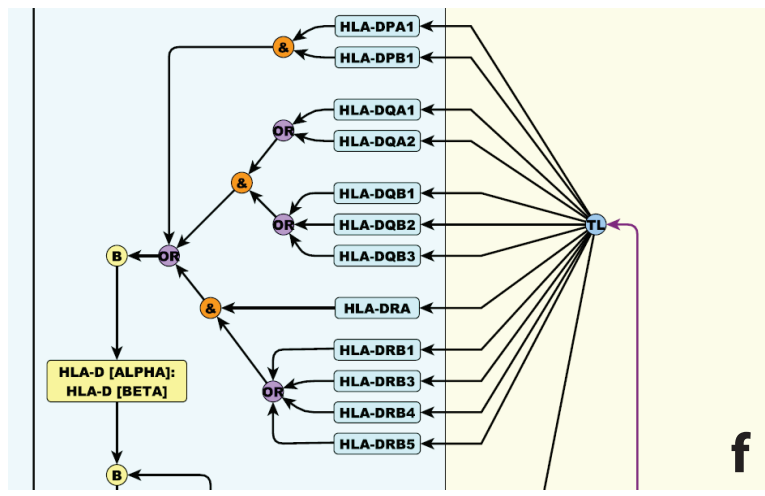 HLA-DPA1
&
HLA-DPB1
HLA-DQA1
OR
HLA-DQA2
&
HLA-DQB1
OR
HLA-DQB2
TL
HLA-DQB3
B
OR
&
HLA-DRA
HLA-DRB1
HLA-D [ALPHA]:
HLA-D [BETA]
OR
HLA-DRB3
HLA-DRB4
HLA-DRB5
f
B